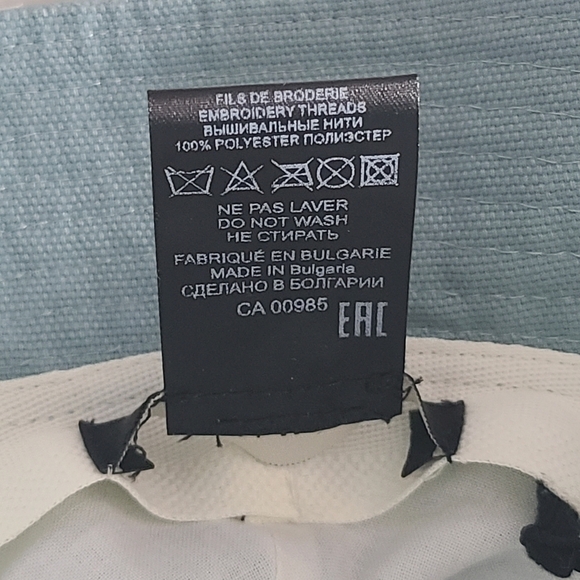 FILS DE BRODERIE
EMBROIDERY THREADS
ВЫШИВАЛЬНЫЕ НИТИ
100% POLYESTER ПОЛИЭСТЕР
NE PAS LAVER
DO NOT WASH
НЕ СТИРАТЬ
FABRIQUÉ EN BULGARIE
MADE IN Bulgaria
СДЕЛАНО В БОЛГАРИИ
CA 00985
EAC